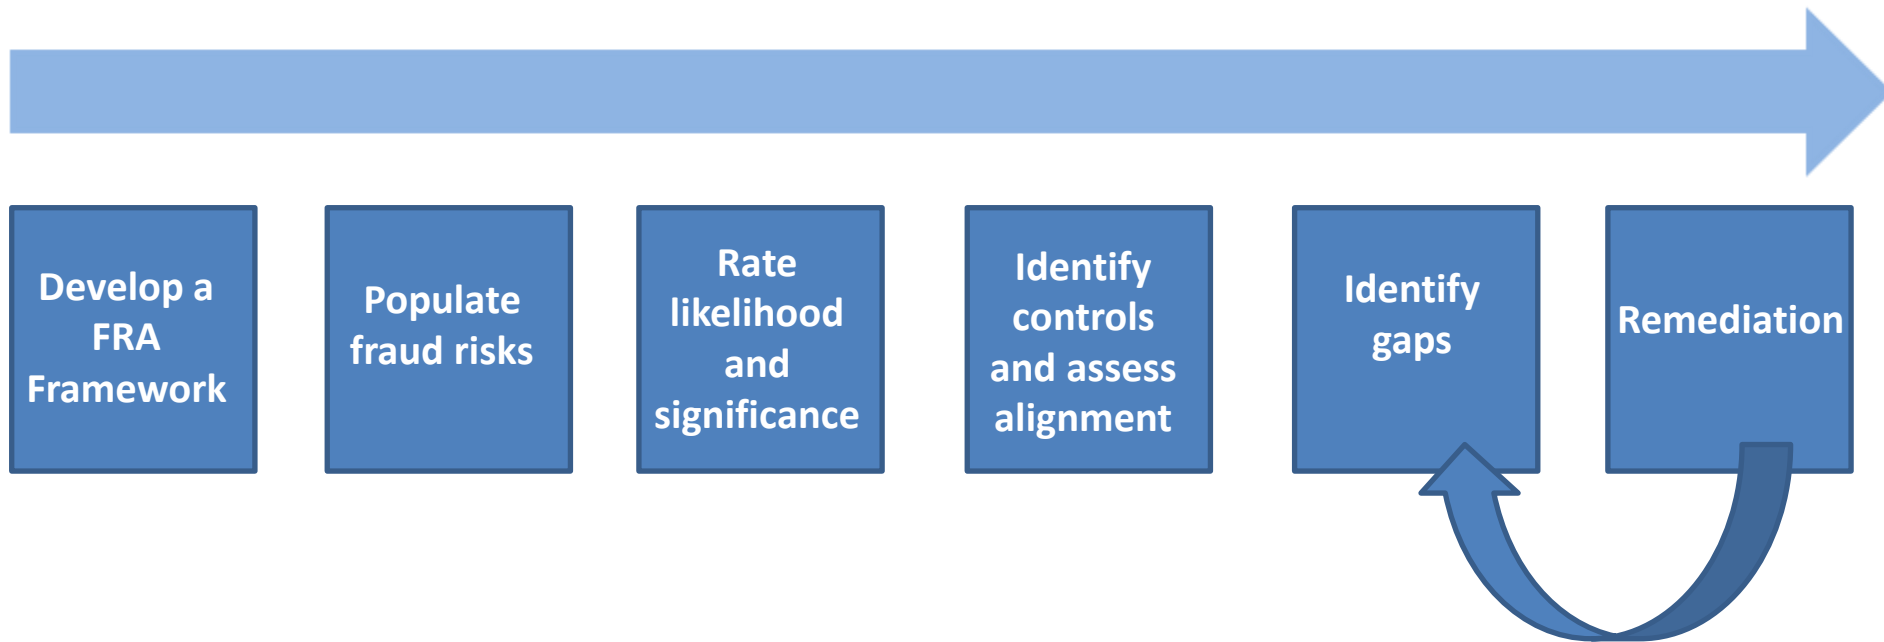 Develop a
FRA
Framework
Populate
fraud risks
Rate
likelihood
and
significance
Identify
controls
and assess
alignment
Identify
gaps
Remediation